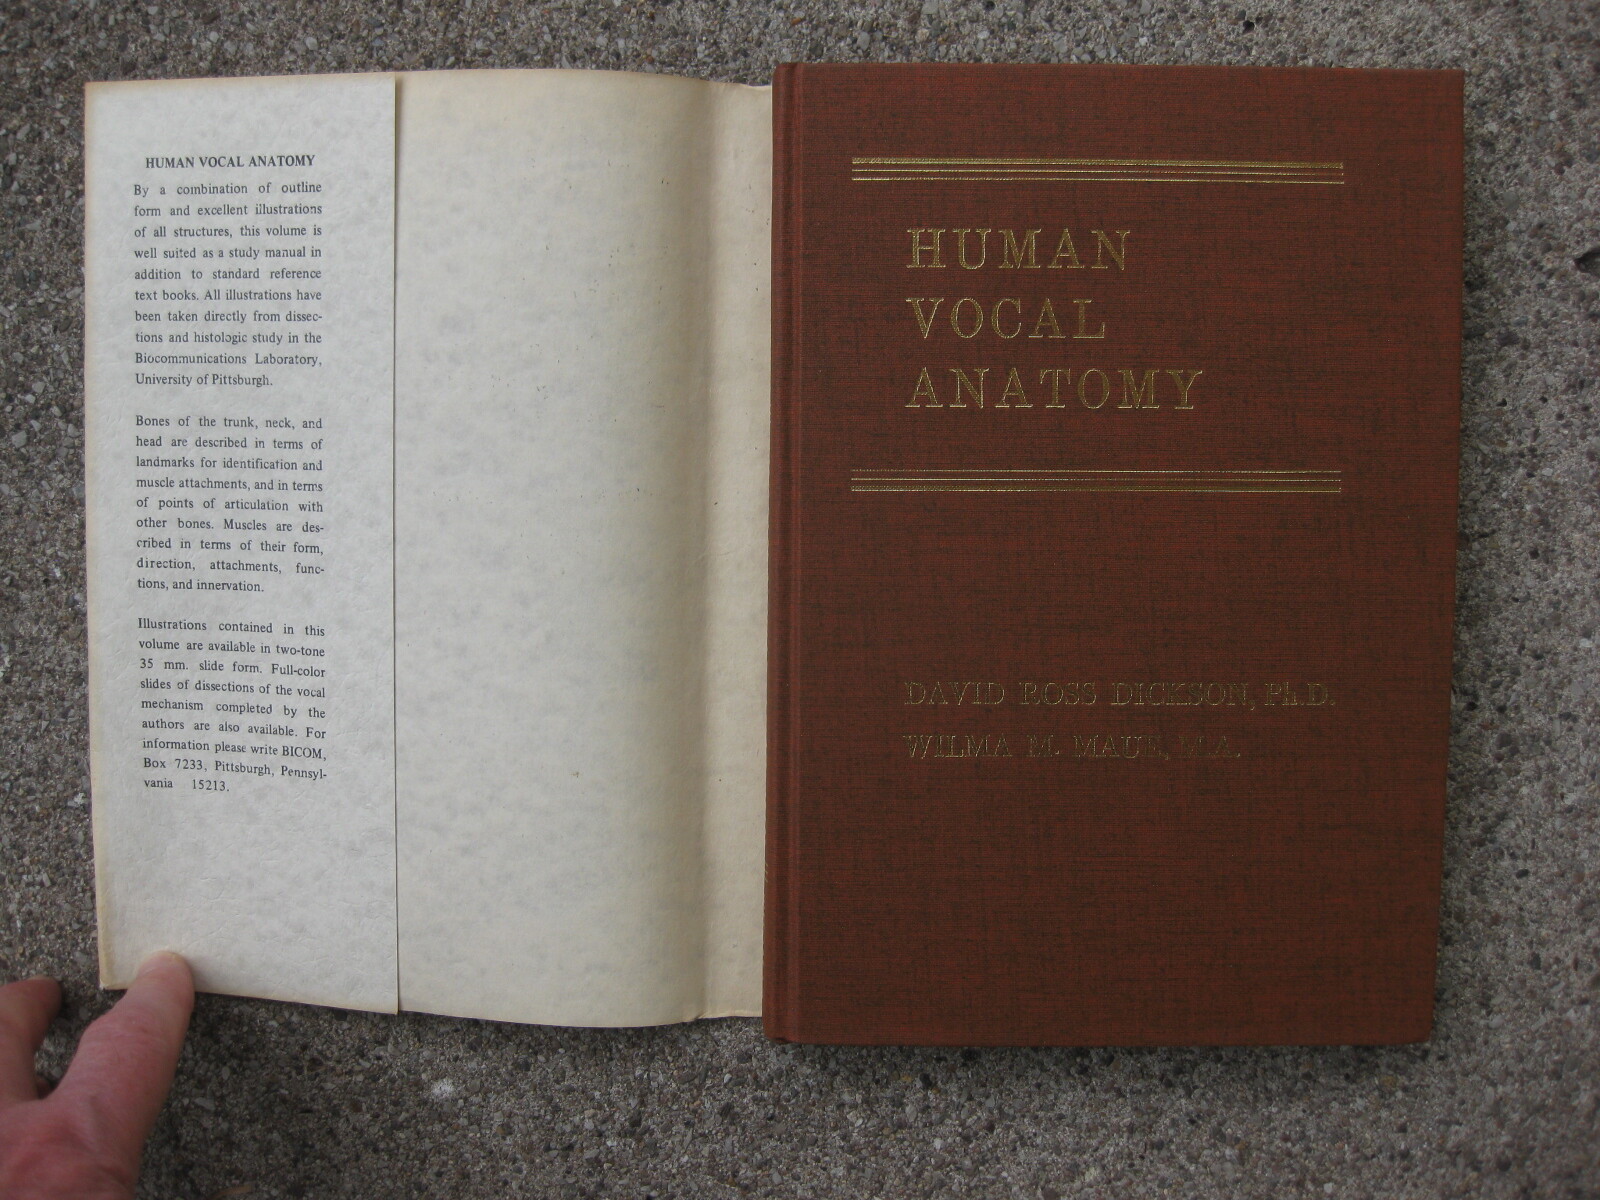 HUMAN VOCAL ANATOMY
By a combination of outline
form and excellent illustrations
of all structures, this volume is
well suited as a study manual in
addition to standard reference
text books. All illustrations have
been taken directly from dissec-
tions and histologic study in the
Biocommunications Laboratory,
University of Pittsburgh.
Bones of the trunk, neck, and
head are described in terms of
landmarks for identification and
muscle attachments, and in terms
of points of articulation with
other bones. Muscles are des-
cribed in terms of their form,
direction, attachments, func-
tions, and innervation.
Illustrations contained in this
volume are available in two-tone
35 mm. slide form. Full-color
slides of dissections of the vocal
mechanism completed by the
authors are also available. For
information please write BICOM,
Box 7233, Pittsburgh, Pennsyl-
vania 15213.
HUMAN
VOCAL
ANATOMY
DAVID ROSS DICKSON, Ph.D.
WILMA M. MAUE, M.A.